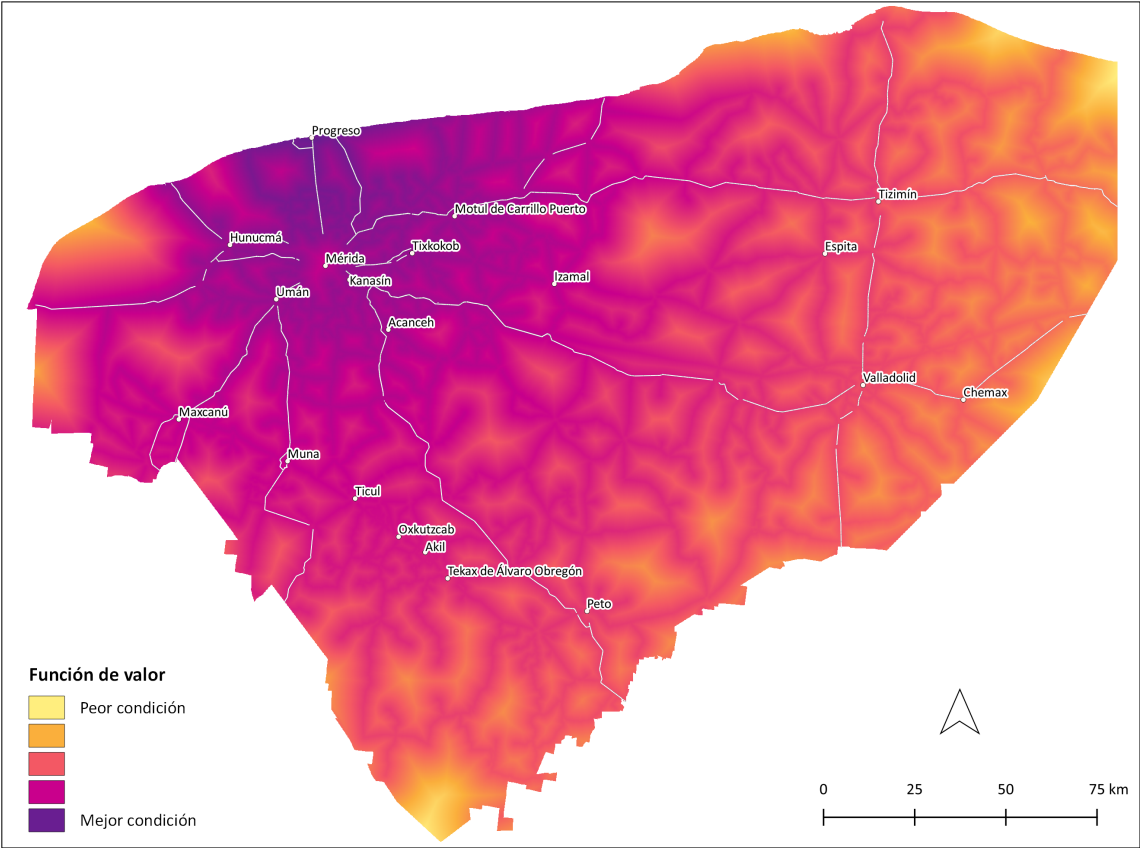 Progreso
Tizimín
Motul de Carrillo Puerto
Hunucmá
Tixkokob
Espita
Mérida
Izamal
Kanasín
Umán
Acanceh
Valladolid
Chemax
Maxcanú
Muna
Ticul
Oxkutzcab
Akil
Tekax de Álvaro Obregón
Peto
Función de valor
Peor condición
Mejor condición
0 25 50 75 km